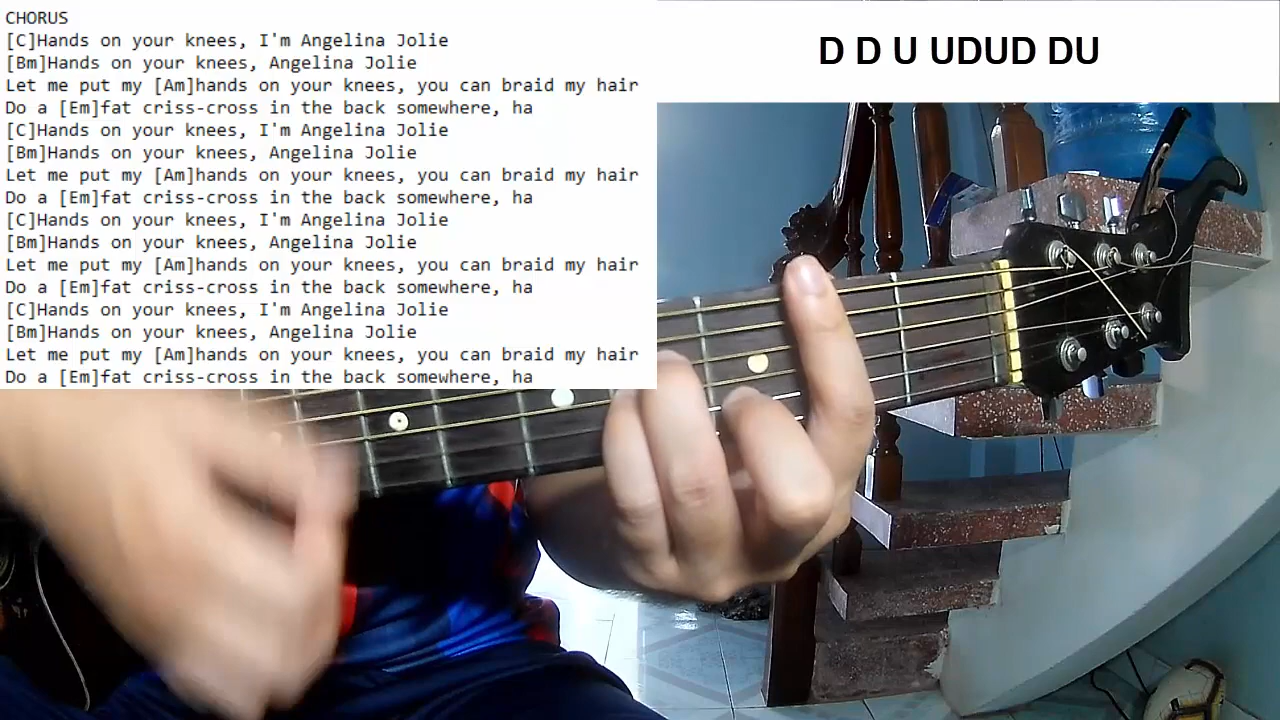 CHORUS
[C]Hands on your knees, I'm Angelina Jolie
[Bm]Hands on your knees, Angelina Jolie
Let me put my [Am]hands on your knees, you can braid my hair
Do a [Em]fat criss-cross in the back somewhere, ha
[C]Hands on your knees, I'm Angelina Jolie
[Bm]Hands on your knees, Angelina Jolie
Let me put my [Am]hands on your knees, you can braid my hair
Do a [Em]fat criss-cross in the back somewhere, ha
[C]Hands on your knees, I'm Angelina Jolie
[Bm]Hands on your knees, Angelina Jolie
Let me put my [Am]hands on your knees, you can braid my hair
Do a [Em]fat criss-cross in the back somewhere, ha
[C]Hands on your knees, I'm Angelina Jolie
[Bm]Hands on your knees, Angelina Jolie
Let me put my [Am]hands on your knees, you can braid my hair
Do a [Em]fat criss-cross in the back somewhere, ha
D D U UDUD DU